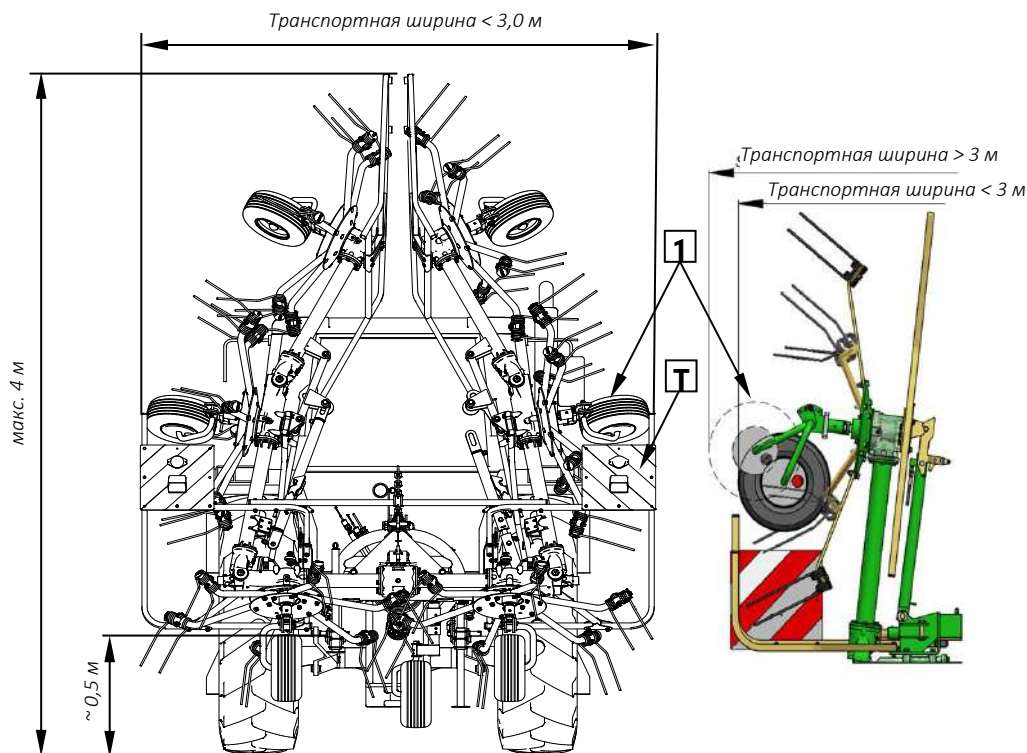 Транспортная ширина < 3,0 м
Транспортная ширина > 3 м
Транспортная ширина < 3 м
1
T
макс. 4 м
~ 0,5 м